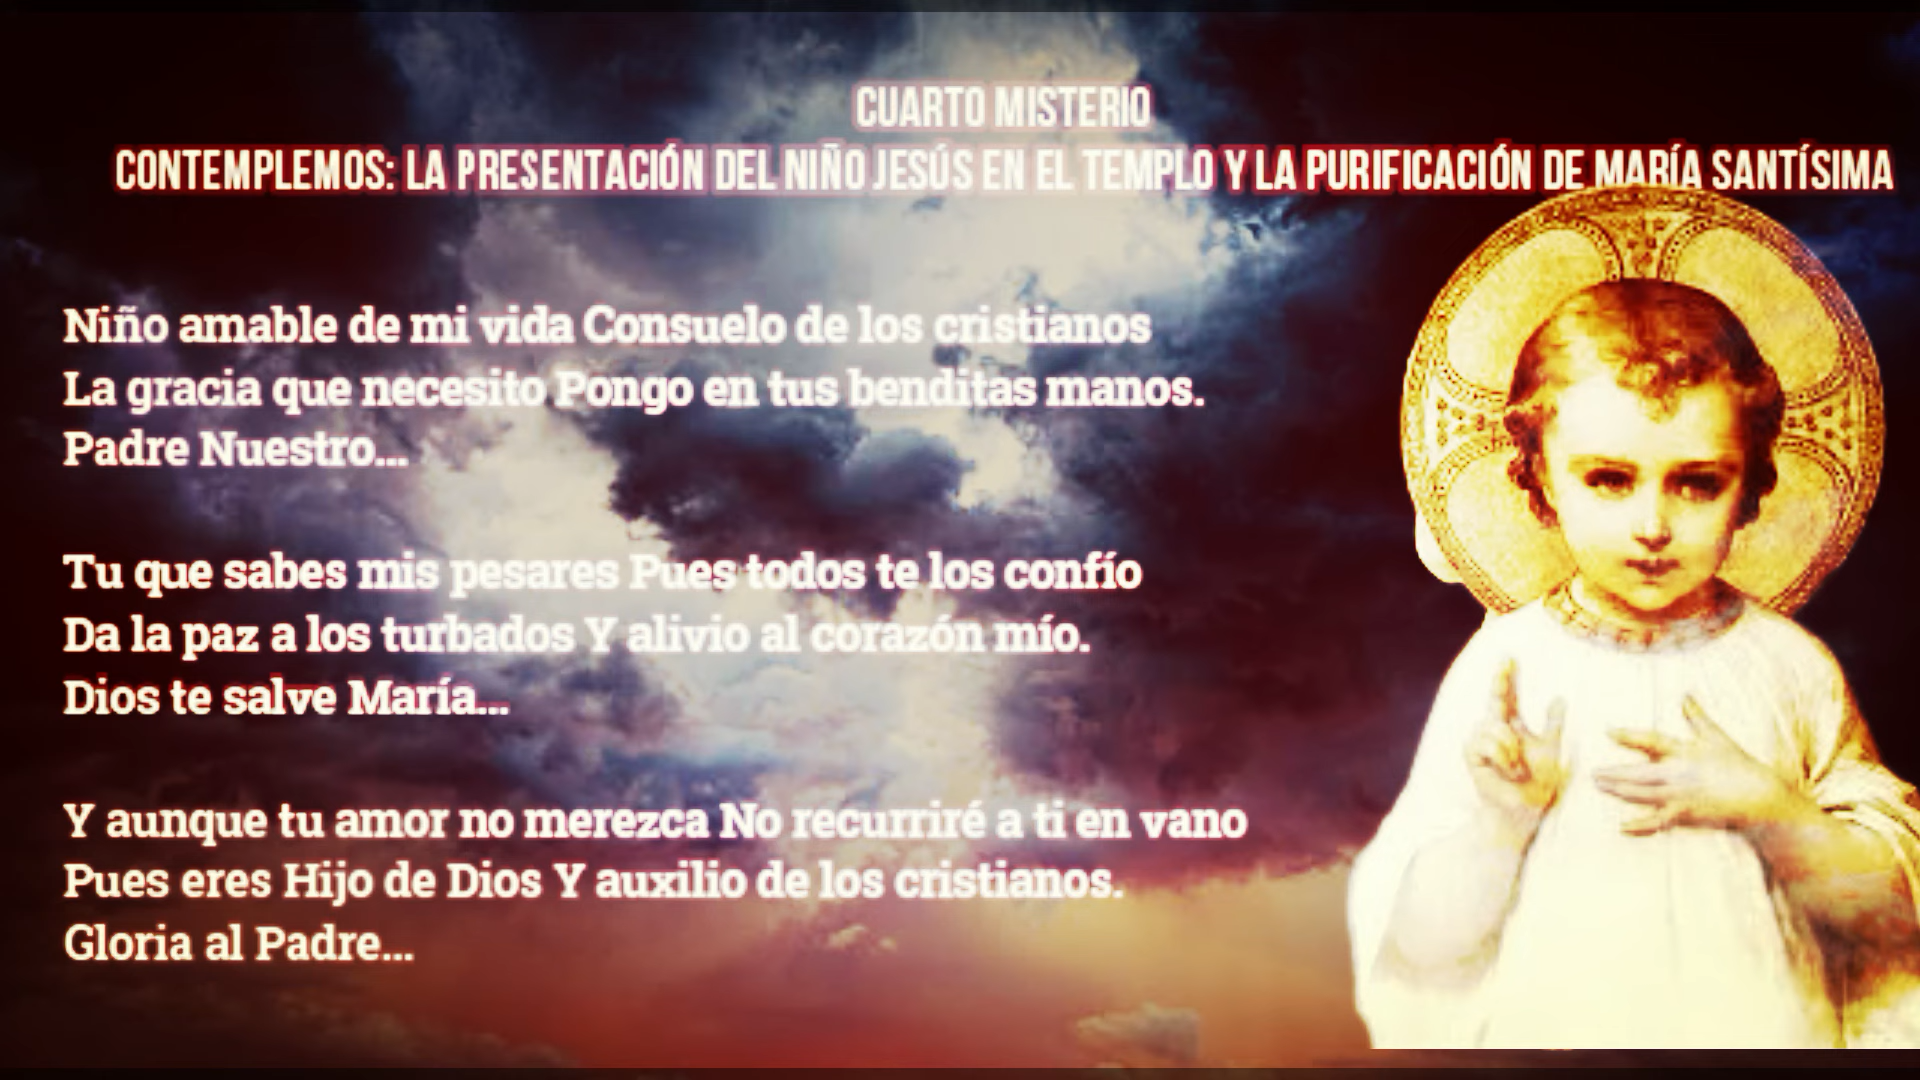 CUARTO MISTERIO
CONTEMPLEMOS: LA PRESENTACIÓN DEL NIÑO JESÚS EN EL TEMPLO Y LA PURIFICACIÓN DE MARÍA SANTÍSIMA
Niño amable de mi vida Consuelo de los cristianos
La gracia que necesito Pongo en tus benditas manos.
Padre Nuestro...
Tu que sabes mis pesares Pues todos te los confío
Da la paz a los turbados Y alivio al corazón mío.
Dios te salve María...
Y aunque tu amor no merezca No recurriré a ti en vano
Pues eres Hijo de Dios Y auxilio de los cristianos.
Gloria al Padre...